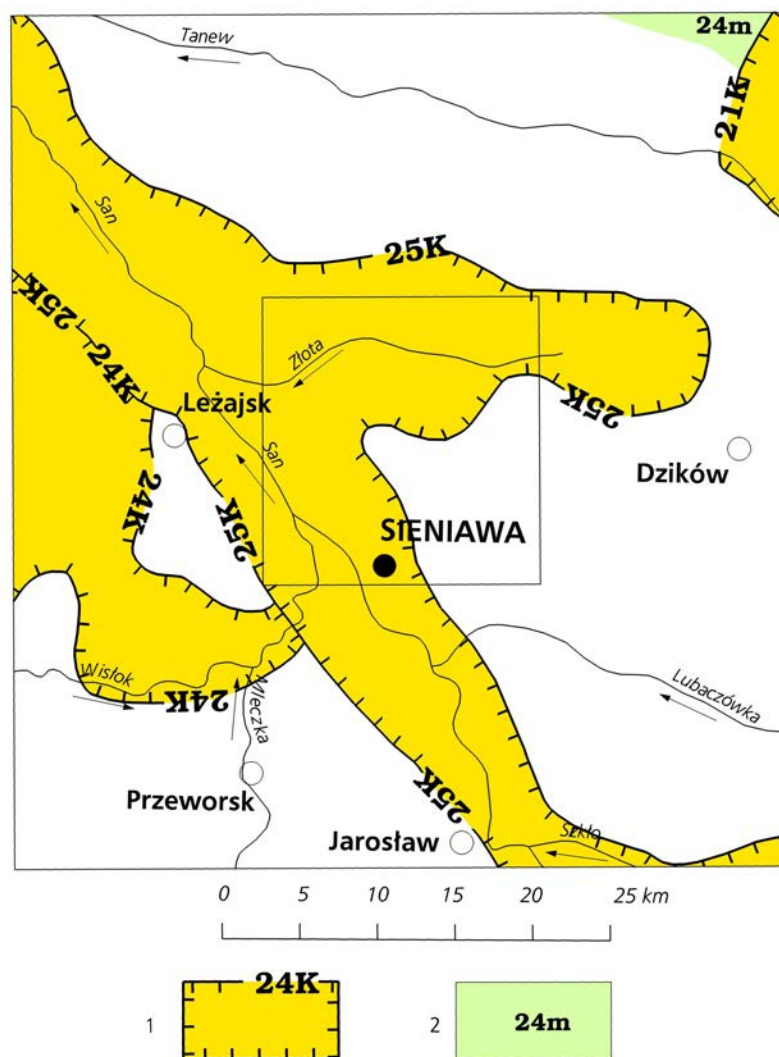 24m
Tanew
21K
San
25K
25K
Złota
24K
Leżajsk
25K
San
Dzików
24K
25K
SIENIAWA
Wisłok
Lubaczówka
24K
Mleczka
Przeworsk
25K
Jarosław
Szkło
0 5 10 15 20 25 km
1 24K 2 24m